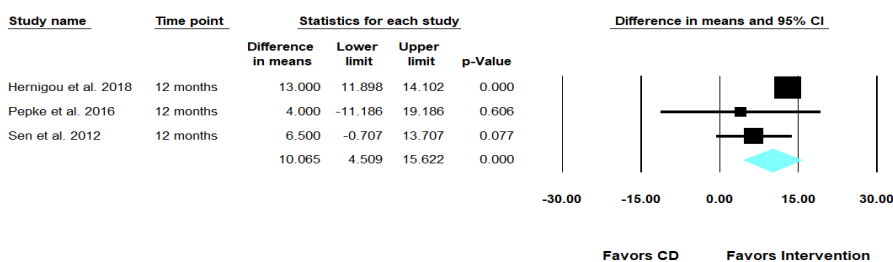 Study name Time point Statistics for each study Difference in means and 95% CI
Difference in means Lower limit Upper limit p-Value
Hernigou et al. 2018 12 months 13.000 11.898 14.102 0.000
Pepke et al. 2016 12 months 4.000 -11.186 19.186 0.606
Sen et al. 2012 12 months 6.500 -0.707 13.707 0.077
10.065 4.509 15.622 0.000
-30.00 -15.00 0.00 15.00 30.00
Favors CD Favors Intervention